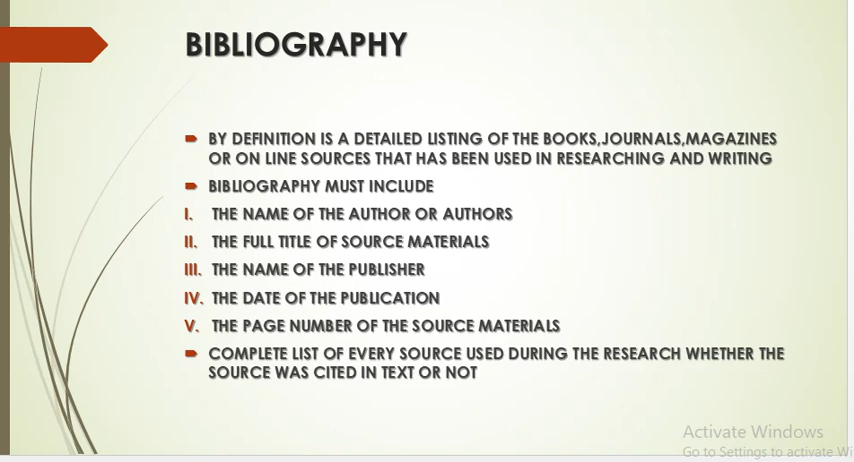 BIBLIOGRAPHY
BY DEFINITION IS A DETAILED LISTING OF THE BOOKS,JOURNALS,MAGAZINES
OR ON LINE SOURCES THAT HAS BEEN USED IN RESEARCHING AND WRITING
BIBLIOGRAPHY MUST INCLUDE
I. THE NAME OF THE AUTHOR OR AUTHORS
II. THE FULL TITLE OF SOURCE MATERIALS
III. THE NAME OF THE PUBLISHER
IV. THE DATE OF THE PUBLICATION
V. THE PAGE NUMBER OF THE SOURCE MATERIALS
COMPLETE LIST OF EVERY SOURCE USED DURING THE RESEARCH WHETHER THE
SOURCE WAS CITED IN TEXT OR NOT
Activate Windows
Go to Settings to activate Wi